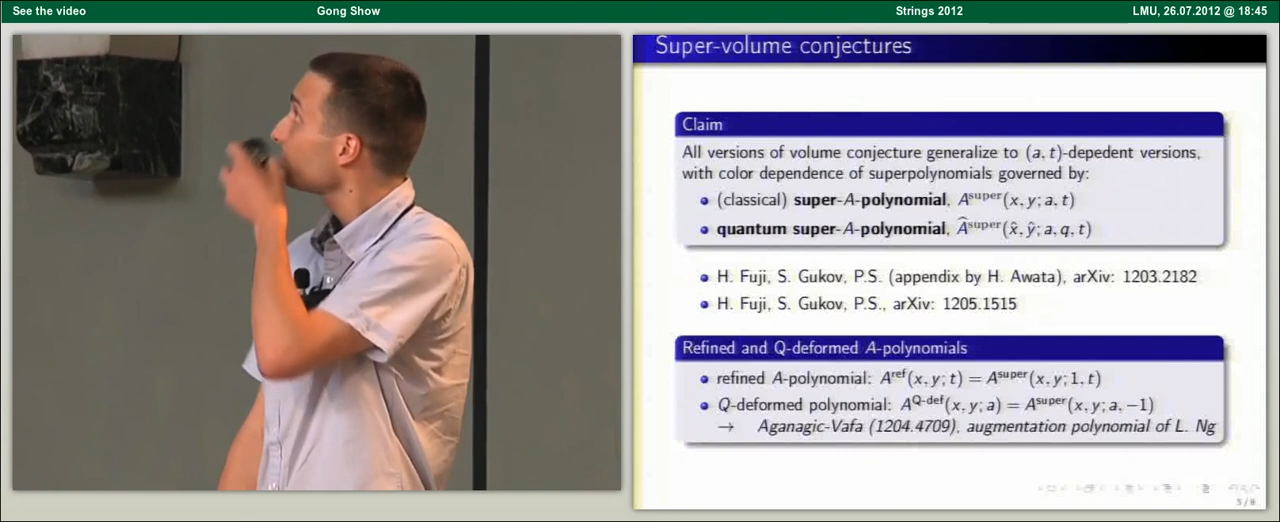 See the video Gong Show Strings 2012 LMU, 26.07.2012 @ 18:45
Super-volume conjectures
Claim
All versions of volume conjecture generalize to (a, t)-depedent versions,
with color dependence of superpolynomials governed by:
(classical) super-A-polynomial, A^super(x, y; a, t)
quantum super-A-polynomial, Â^super(x̂, ŷ; a, q, t)
H. Fuji, S. Gukov, P.S. (appendix by H. Awata), arXiv: 1203.2182
H. Fuji, S. Gukov, P.S., arXiv: 1205.1515
Refined and Q-deformed A-polynomials
refined A-polynomial: A^ref(x, y; t) = A^super(x, y; 1, t)
Q-deformed polynomial: A^Q-def(x, y; a) = A^super(x, y; a, −1)
→ Aganagic-Vafa (1204.4709), augmentation polynomial of L. Ng
5/8